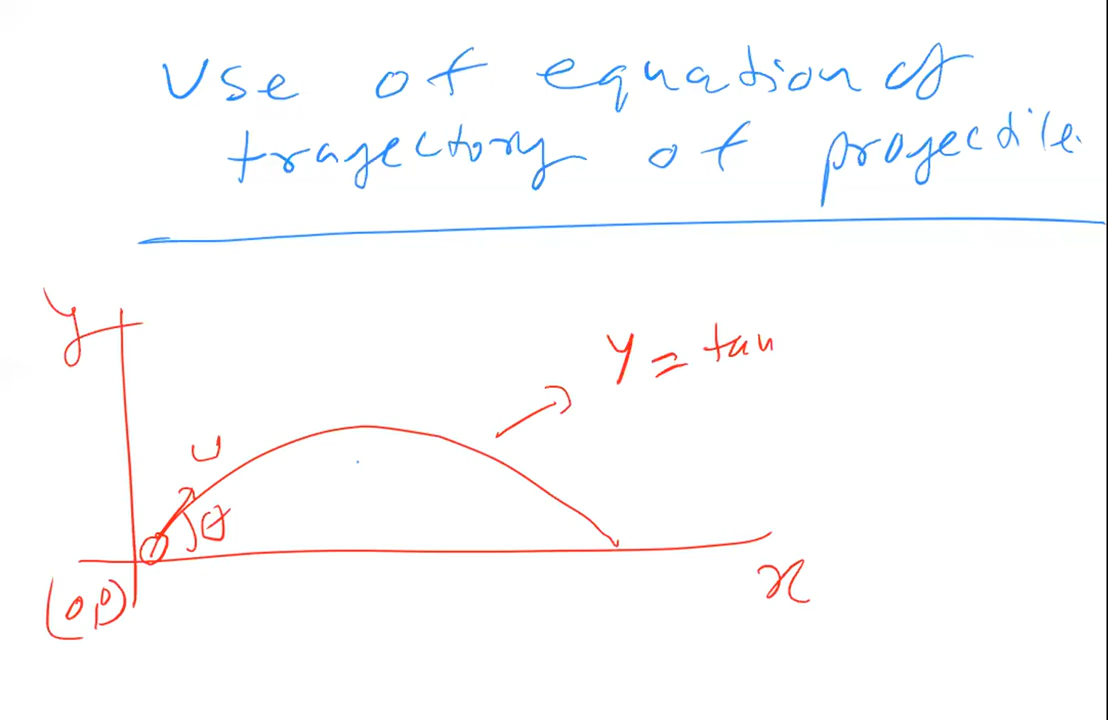 Use of equation of
trajectory of projectile.
y
y = tan
u
θ
(0,0)
x